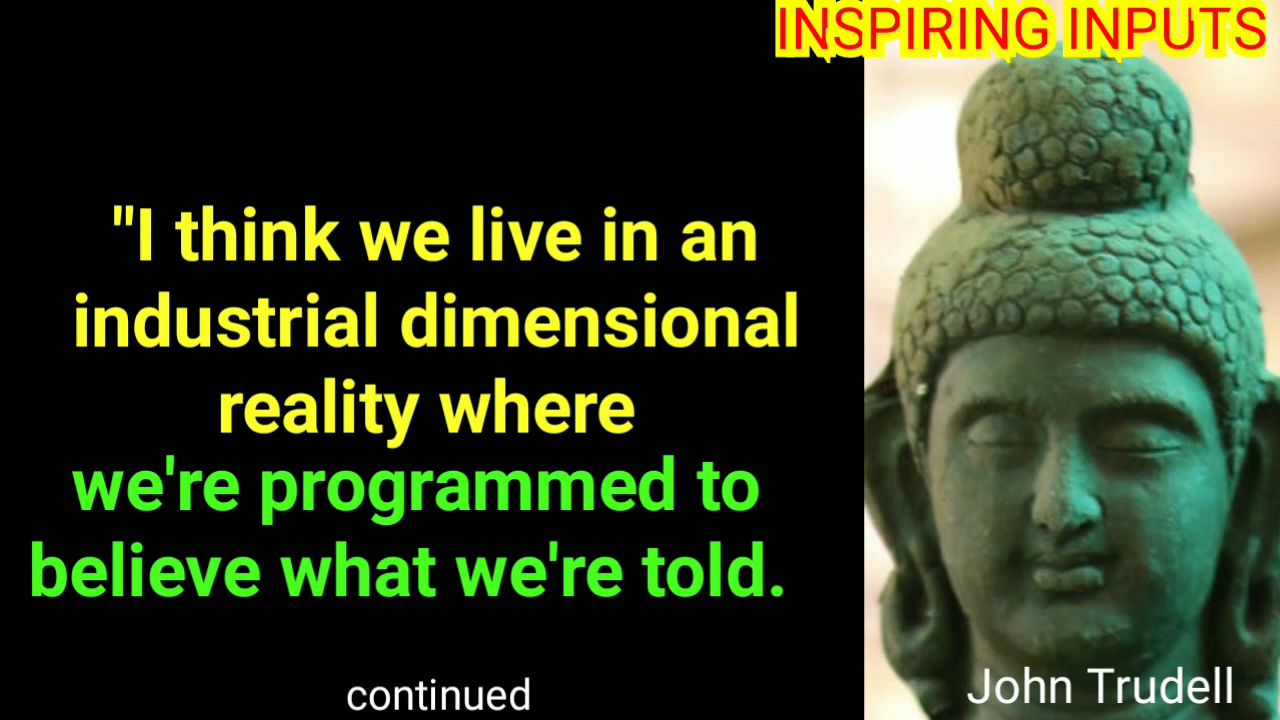 INSPIRING INPUTS
"I think we live in an
industrial dimensional
reality where
we're programmed to
believe what we're told.
continued
John Trudell